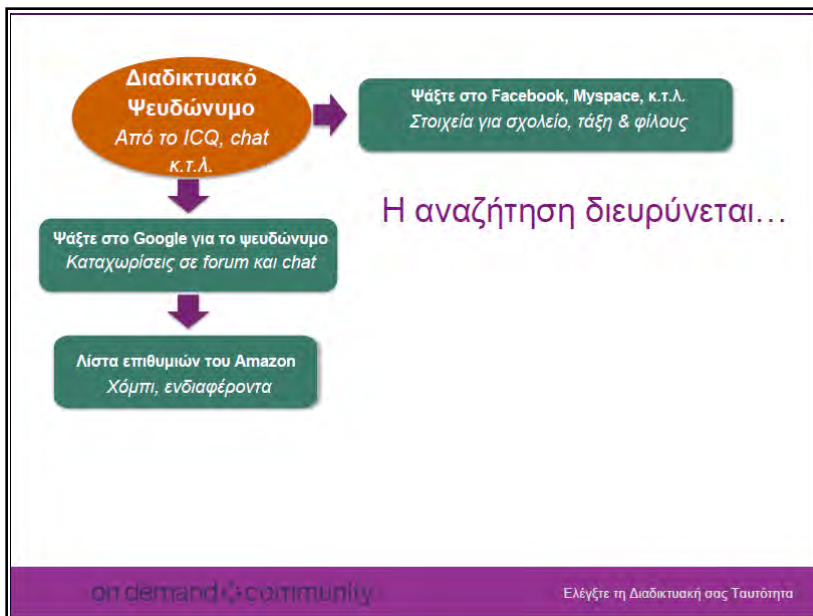 Διαδικτυακό
Ψευδώνυμο
Από το ICQ, chat
κ.τ.λ.
Ψάξτε στο Facebook, Myspace, κ.τ.λ.
Στοιχεία για σχολείο, τάξη & φίλους
Η αναζήτηση διευρύνεται…
Ψάξτε στο Google για το ψευδώνυμο
Καταχωρίσεις σε forum και chat
Λίστα επιθυμιών του Amazon
Χόμπι, ενδιαφέροντα
on demand community
Ελέγξτε τη Διαδικτυακή σας Ταυτότητα